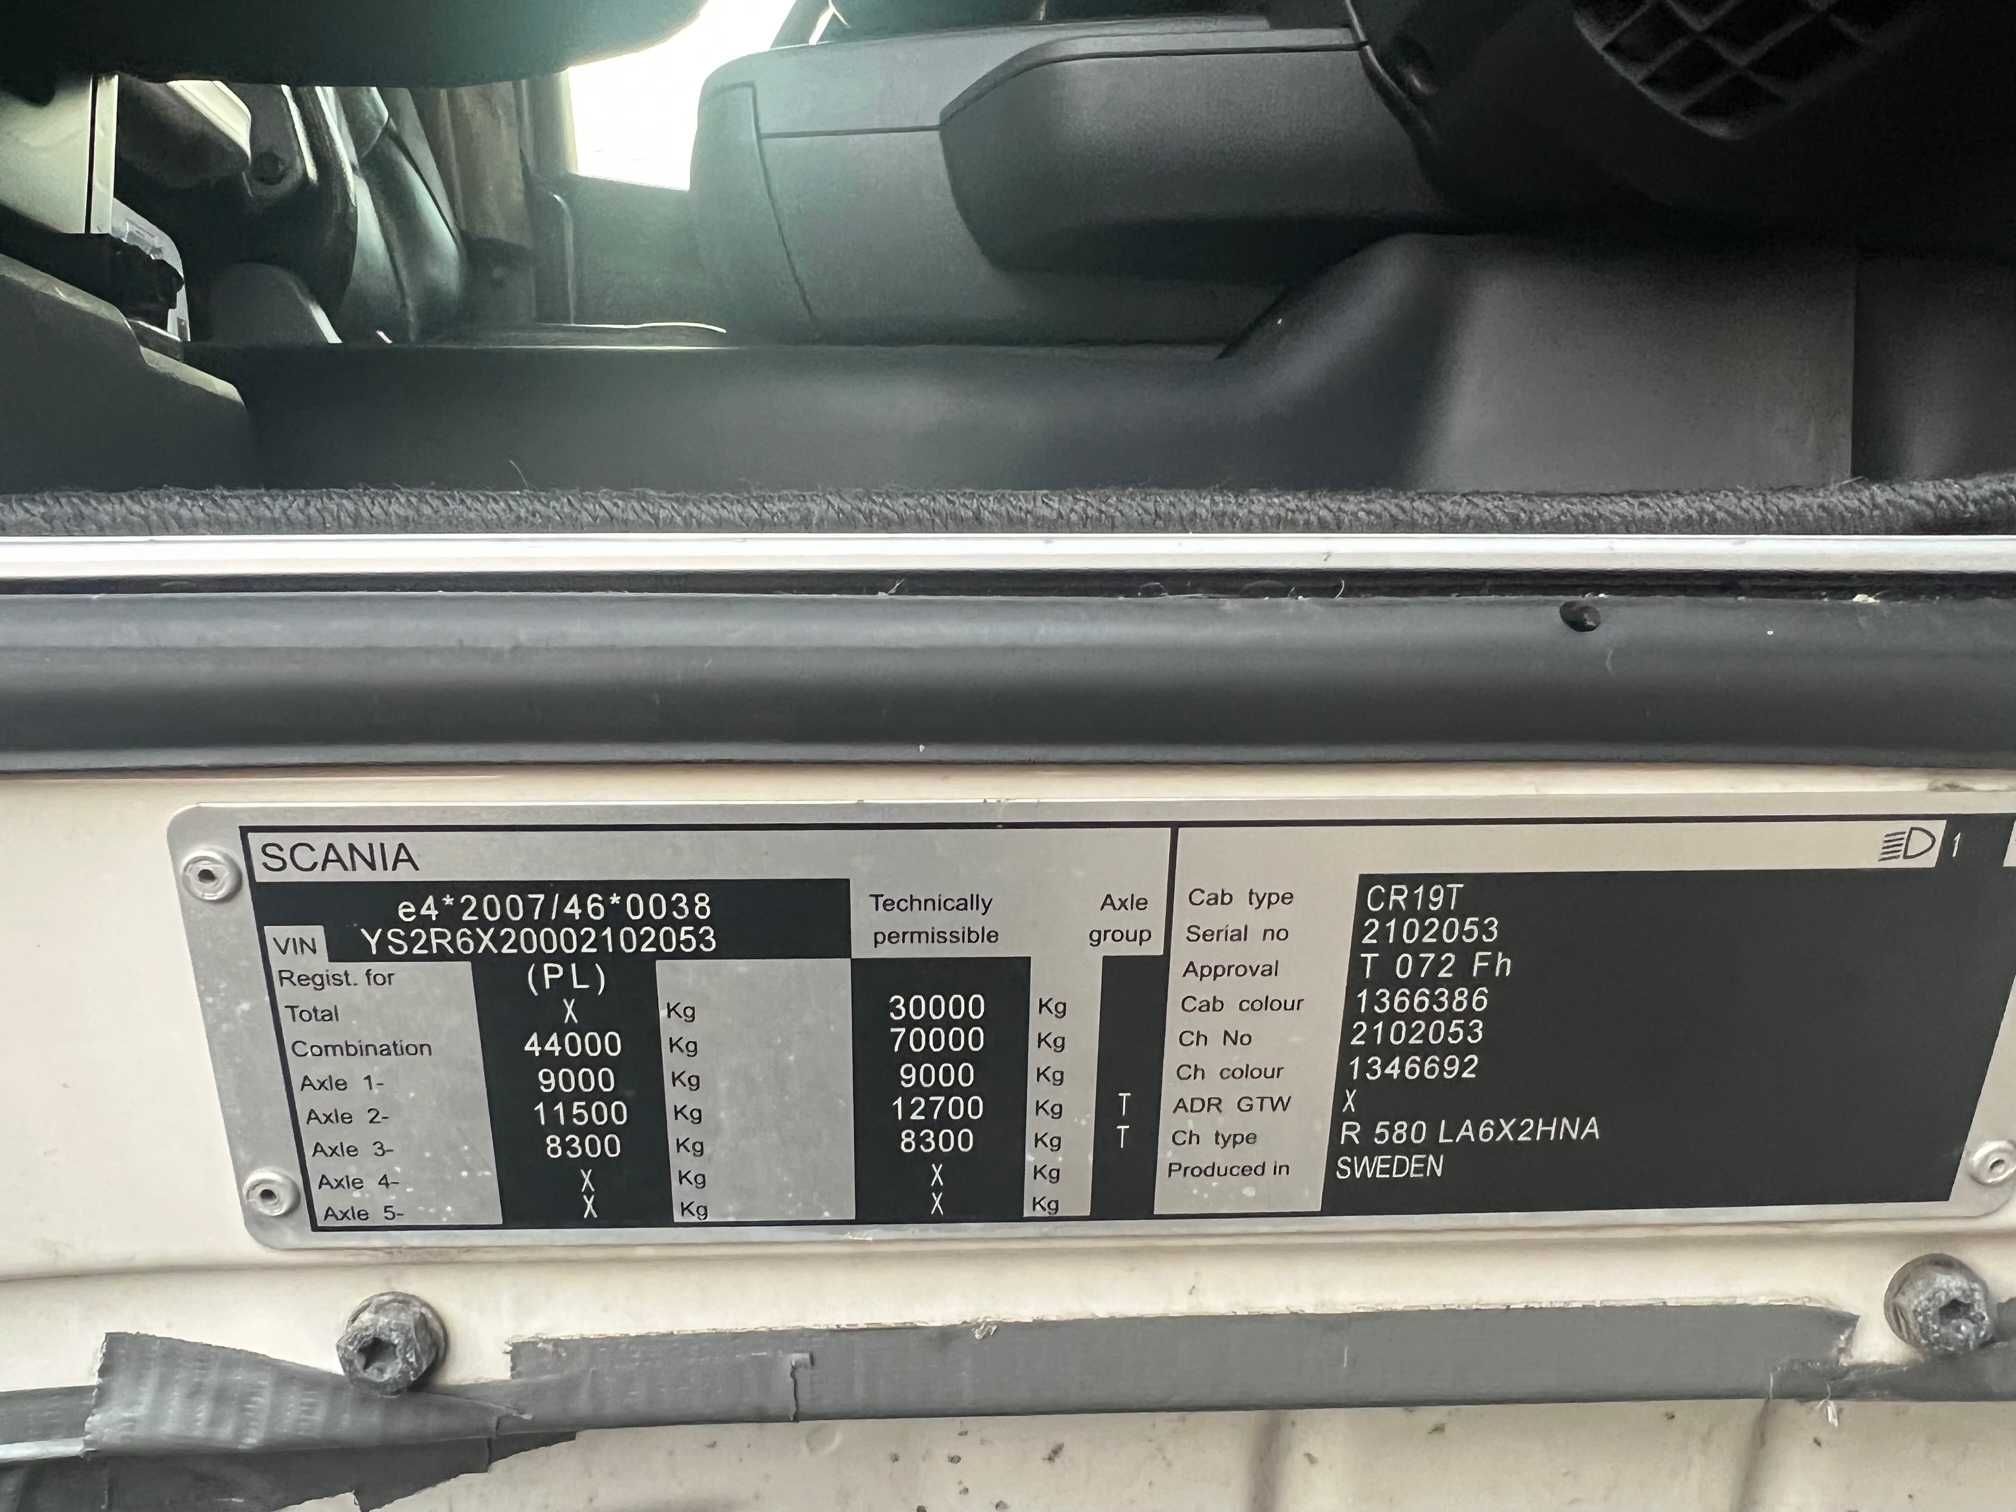 SCANIA
e4*2007/46*0038
VIN YS2R6X20002102053
Technically permissible
Axle group
Regist. for (PL)
Total X Kg 30000 Kg
Combination 44000 Kg 70000 Kg
Axle 1- 9000 Kg 9000 Kg
Axle 2- 11500 Kg 12700 Kg T
Axle 3- 8300 Kg 8300 Kg T
Axle 4- X Kg X Kg
Axle 5- X Kg X Kg
1
Cab type CR19T
Serial no 2102053
Approval T 072 Fh
Cab colour 1366386
Ch No 2102053
Ch colour 1346692
ADR GTW X
Ch type R 580 LA6X2HNA
Produced in SWEDEN